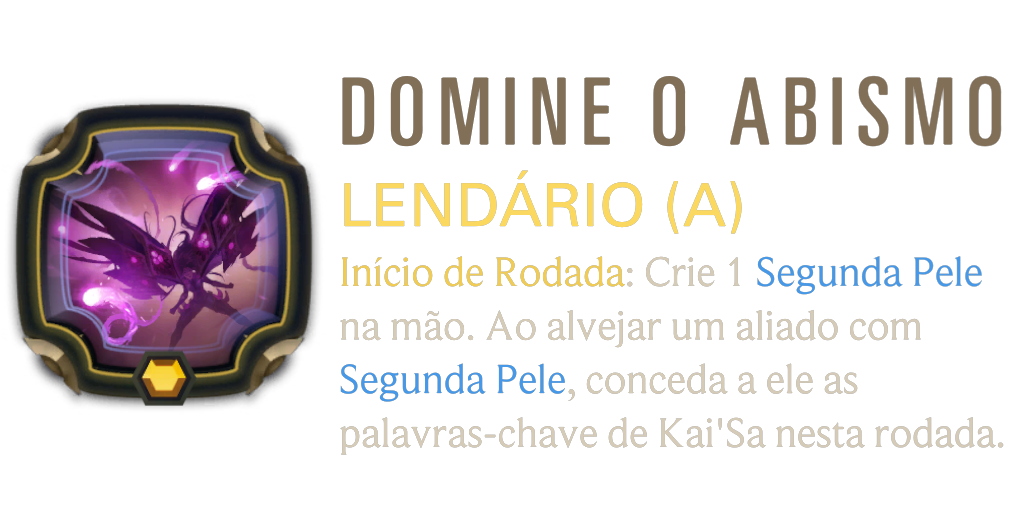 DOMINE O ABISMO
LENDÁRIO (A)
Início de Rodada: Crie 1 Segunda Pele
na mão. Ao alvejar um aliado com
Segunda Pele, conceda a ele as
palavras-chave de Kai'Sa nesta rodada.